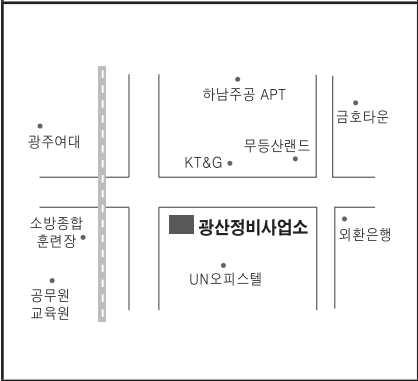 하남주공 APT
금호타운
광주여대
무등산랜드
KT&G
소방종합
훈련장
광산정비사업소
외환은행
UN오피스텔
공무원
교육원